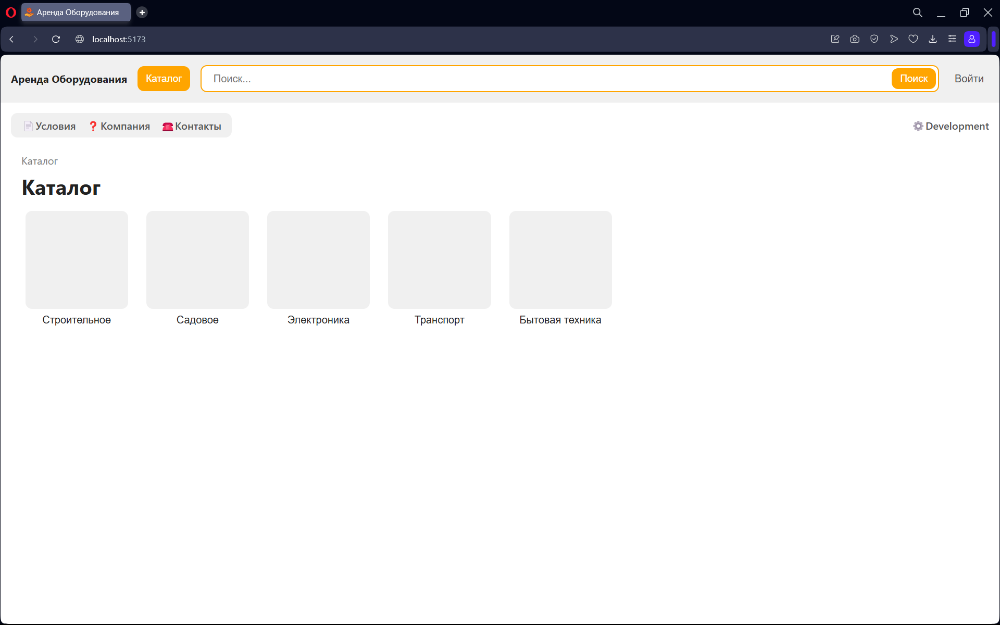 Аренда Оборудования
localhost:5173
Аренда Оборудования
Каталог
Поиск...
Поиск
Войти
Условия
Компания
Контакты
Development
Каталог
Каталог
Строительное
Садовое
Электроника
Транспорт
Бытовая техника